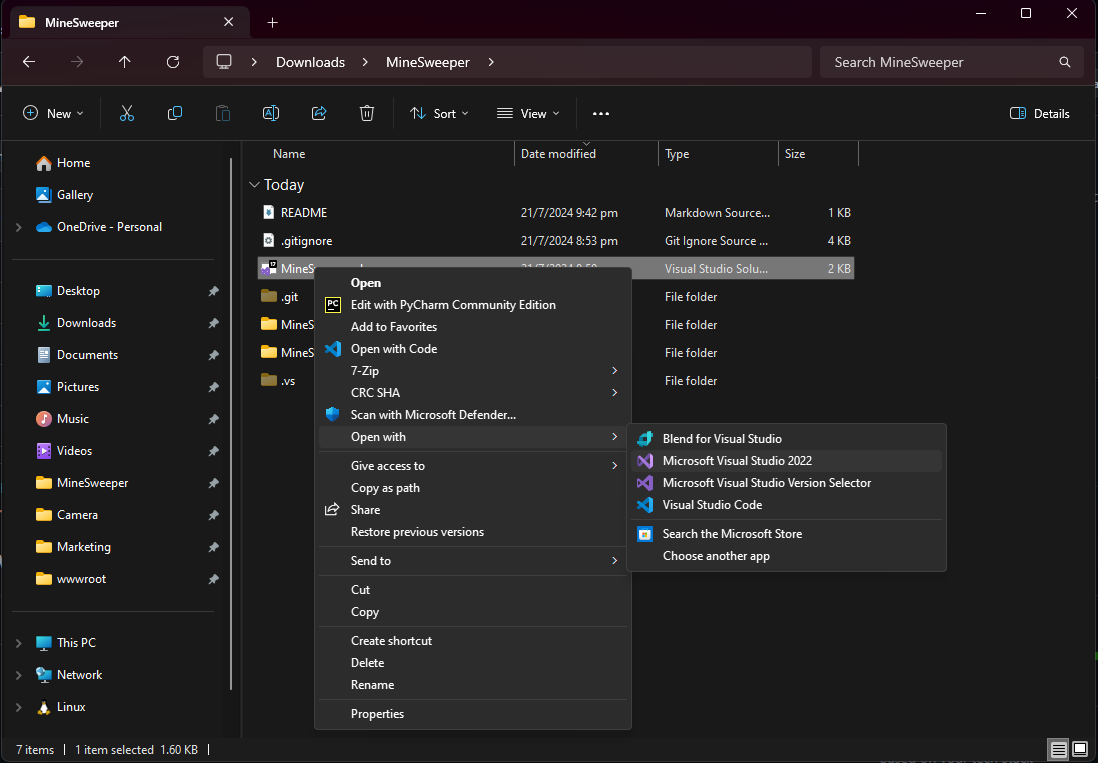 MineSweeper
Downloads MineSweeper
Search MineSweeper
New Sort View Details
Home
Gallery
OneDrive - Personal
Desktop
Downloads
Documents
Pictures
Music
Videos
MineSweeper
Camera
Marketing
wwwroot
This PC
Network
Linux
Name Date modified Type Size
Today
README 21/7/2024 9:42 pm Markdown Source... 1 KB
.gitignore 21/7/2024 8:53 pm Git Ignore Source ... 4 KB
Visual Studio Solu... 2 KB
.git File folder
File folder
File folder
.vs File folder
Open
PC Edit with PyCharm Community Edition
Add to Favorites
Open with Code
7-Zip
CRC SHA
Scan with Microsoft Defender...
Open with
Give access to
Copy as path
Share
Restore previous versions
Send to
Cut
Copy
Create shortcut
Delete
Rename
Properties
Blend for Visual Studio
Microsoft Visual Studio 2022
Microsoft Visual Studio Version Selector
Visual Studio Code
Search the Microsoft Store
Choose another app
7 items 1 item selected 1.60 KB